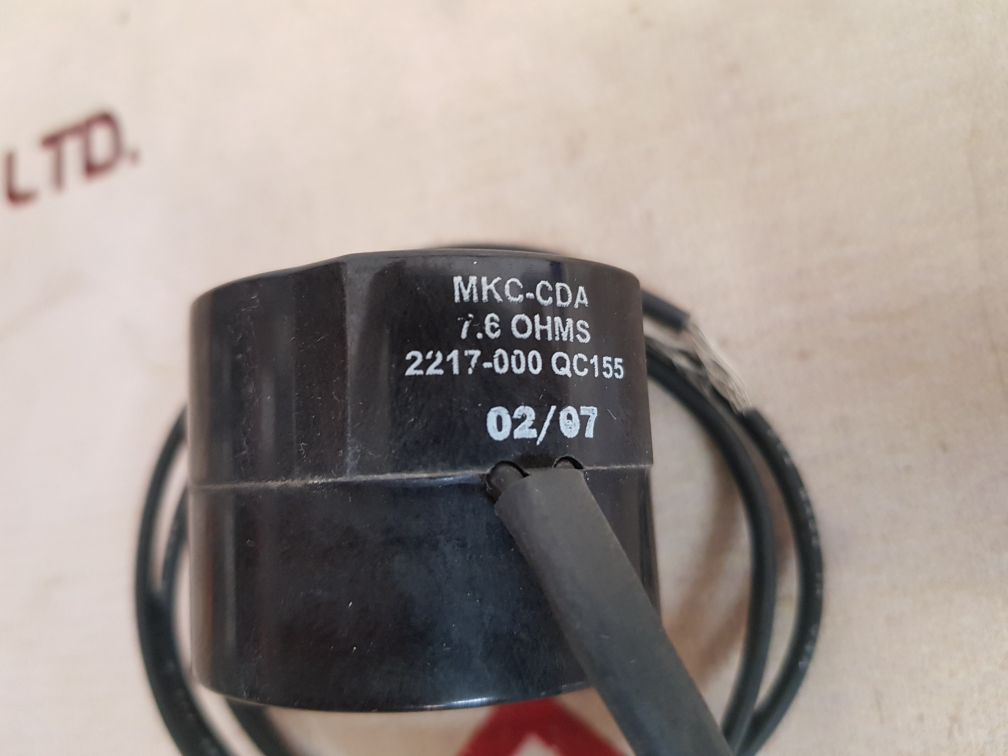 LTD.
MKC-CDA
7.6 OHMS
2217-000 QC155
02/07